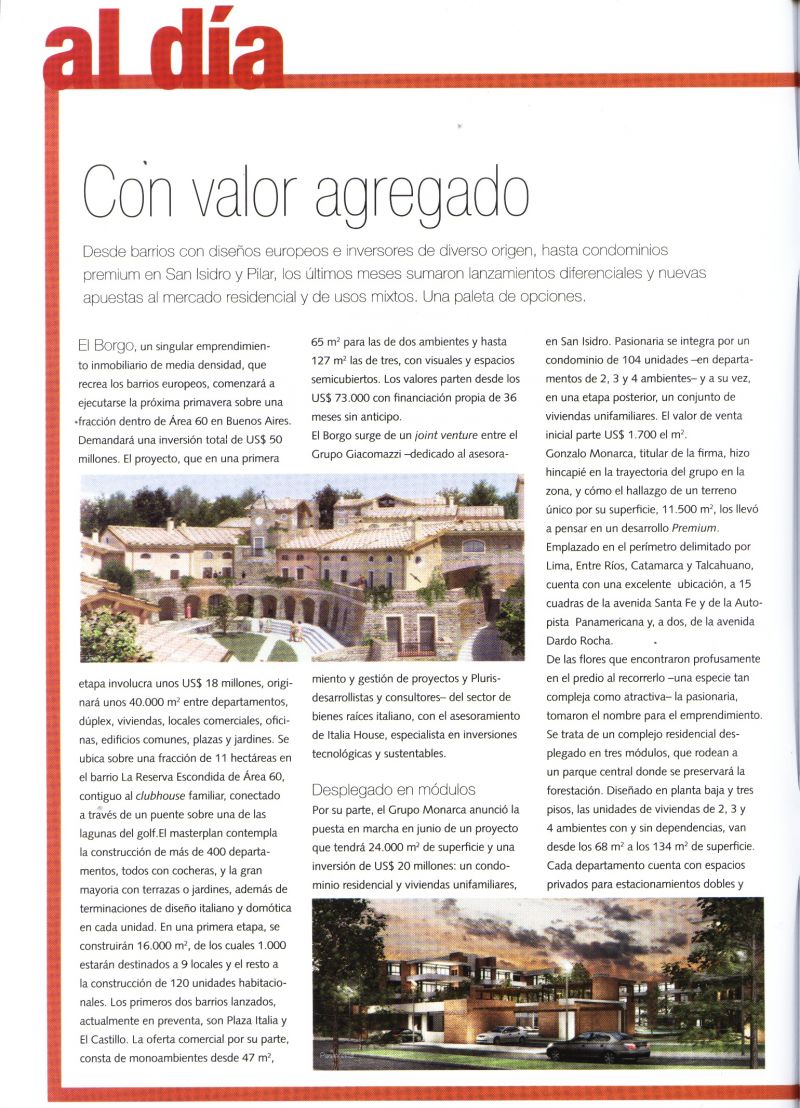 al día
Con valor agregado
Desde barrios con diseños europeos e inversores de diverso origen, hasta condominios
premium en San Isidro y Pilar, los últimos meses sumaron lanzamientos diferenciales y nuevas
apuestas al mercado residencial y de usos mixtos. Una paleta de opciones.
El Borgo, un singular emprendimien-
to inmobiliario de media densidad, que
recrea los barrios europeos, comenzará a
ejecutarse la próxima primavera sobre una
fracción dentro de Área 60 en Buenos Aires.
Demandará una inversión total de US$ 50
millones. El proyecto, que en una primera
etapa involucra unos US$ 18 millones, origi-
nará unos 40.000 m² entre departamentos,
dúplex, viviendas, locales comerciales, ofici-
nas, edificios comunes, plazas y jardines. Se
ubica sobre una fracción de 11 hectáreas en
el barrio La Reserva Escondida de Área 60,
contiguo al clubhouse familiar, conectado
a través de un puente sobre una de las
lagunas del golf.El masterplan contempla
la construcción de más de 400 departa-
mentos, todos con cocheras, y la gran
mayoría con terrazas o jardines, además de
terminaciones de diseño italiano y domótica
en cada unidad. En una primera etapa, se
construirán 16.000 m², de los cuales 1.000
estarán destinados a 9 locales y el resto a
la construcción de 120 unidades habitacio-
nales. Los primeros dos barrios lanzados,
actualmente en preventa, son Plaza Italia y
El Castillo. La oferta comercial por su parte,
consta de monoambientes desde 47 m²,
65 m² para las de dos ambientes y hasta
127 m² las de tres, con visuales y espacios
semicubiertos. Los valores parten desde los
US$ 73.000 con financiación propia de 36
meses sin anticipo.
El Borgo surge de un joint venture entre el
Grupo Giacomazzi –dedicado al asesora-
miento y gestión de proyectos y Pluris-
desarrollistas y consultores– del sector de
bienes raíces italiano, con el asesoramiento
de Italia House, especialista en inversiones
tecnológicas y sustentables.
Desplegado en módulos
Por su parte, el Grupo Monarca anunció la
puesta en marcha en junio de un proyecto
que tendrá 24.000 m² de superficie y una
inversión de US$ 20 millones: un condo-
minio residencial y viviendas unifamiliares,
en San Isidro. Pasionaria se integra por un
condominio de 104 unidades –en departa-
mentos de 2, 3 y 4 ambientes– y a su vez,
en una etapa posterior, un conjunto de
viviendas unifamiliares. El valor de venta
inicial parte US$ 1.700 el m².
Gonzalo Monarca, titular de la firma, hizo
hincapié en la trayectoria del grupo en la
zona, y cómo el hallazgo de un terreno
único por su superficie, 11.500 m², los llevó
a pensar en un desarrollo Premium.
Emplazado en el perímetro delimitado por
Lima, Entre Ríos, Catamarca y Talcahuano,
cuenta con una excelente ubicación, a 15
cuadras de la avenida Santa Fe y de la Auto-
pista Panamericana y, a dos, de la avenida
Dardo Rocha.
De las flores que encontraron profusamente
en el predio al recorrerlo –una especie tan
compleja como atractiva– la pasionaria,
tomaron el nombre para el emprendimiento.
Se trata de un complejo residencial des-
plegado en tres módulos, que rodean a
un parque central donde se preservará la
forestación. Diseñado en planta baja y tres
pisos, las unidades de viviendas de 2, 3 y
4 ambientes con y sin dependencias, van
desde los 68 m² a los 134 m² de superficie.
Cada departamento cuenta con espacios
privados para estacionamientos dobles y